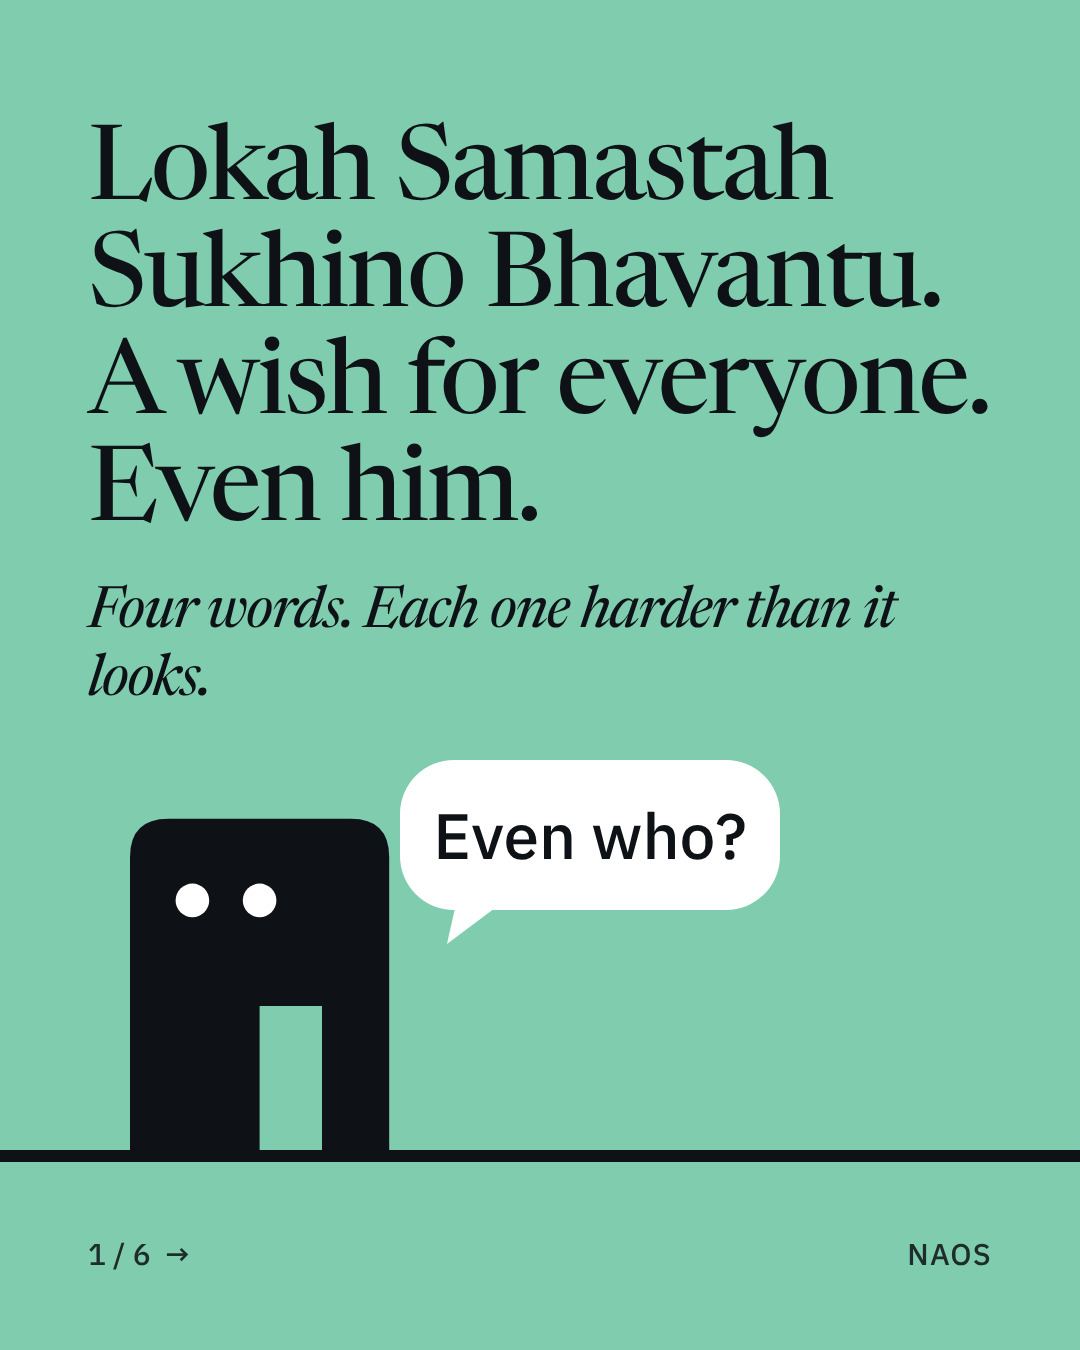 Lokah Samastah
Sukhino Bhavantu.
A wish for everyone.
Even him.
Four words. Each one harder than it
looks.
Even who?
1 / 6 →
NAOS